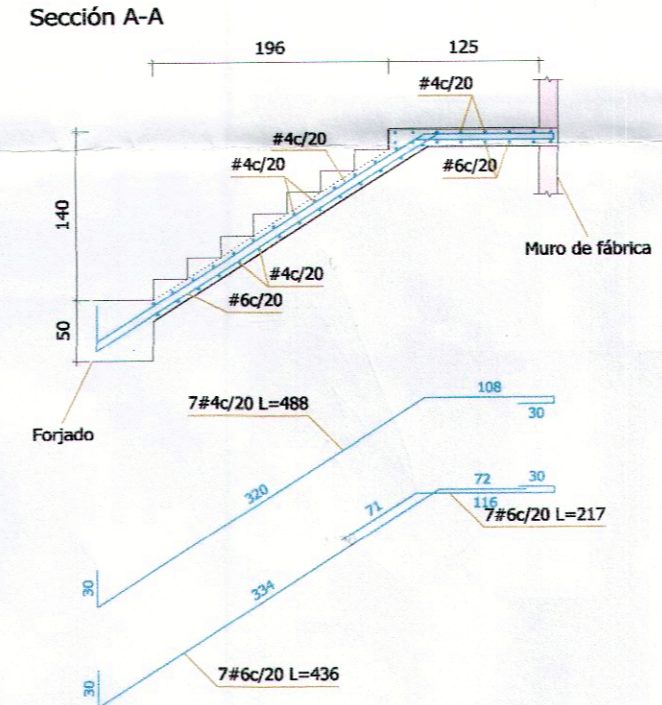 Sección A-A
196
125
#4c/20
#4c/20
#4c/20
#6c/20
140
Muro de fábrica
#4c/20
#6c/20
50
Forjado
7#4c/20 L=488
108
30
320
72
30
71
116
7#6c/20 L=217
30
334
7#6c/20 L=436
30